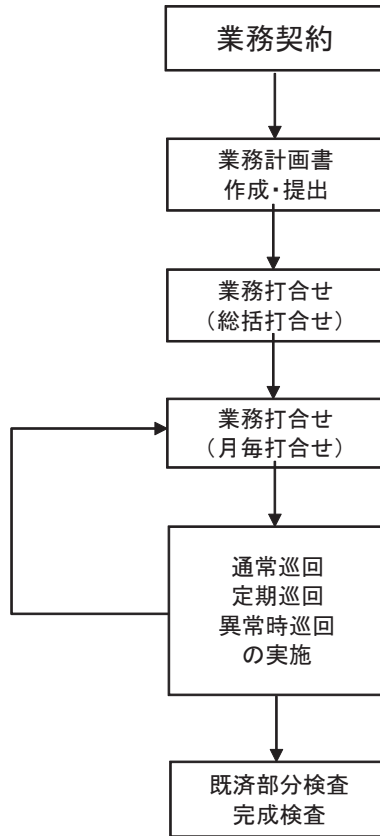 業務契約
業務計画書
作成・提出
業務打合せ
（総括打合せ）
業務打合せ
（月毎打合せ）
通常巡回
定期巡回
異常時巡回
の実施
既済部分検査
完成検査